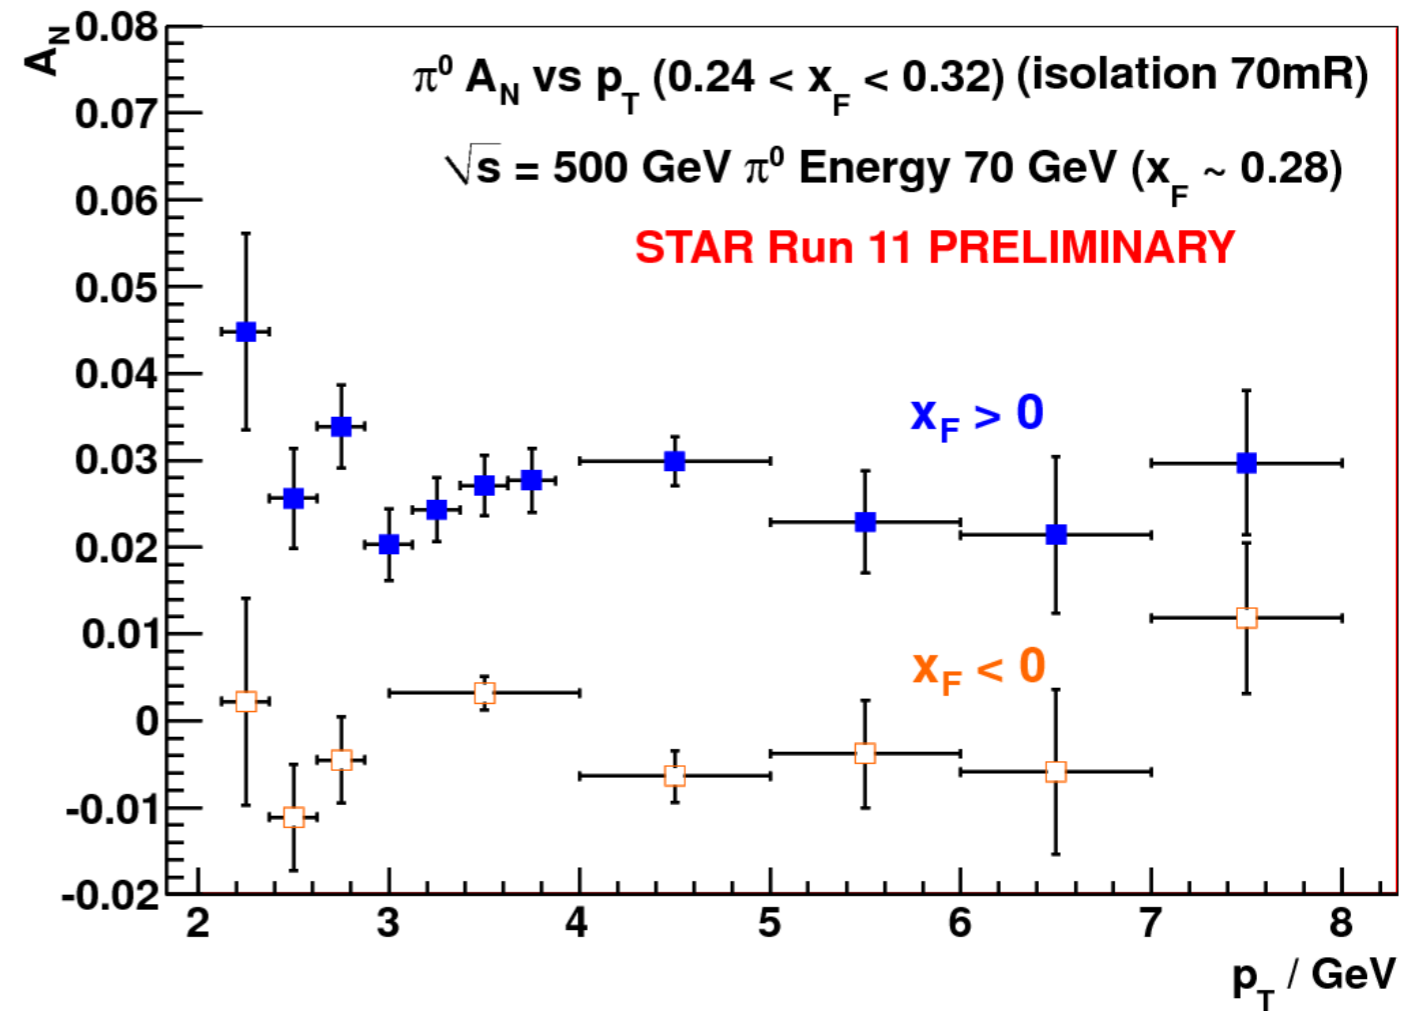 A_N
0.08
0.07
0.06
0.05
0.04
0.03
0.02
0.01
0
-0.01
-0.02
π⁰ A_N vs p_T (0.24 < x_F < 0.32) (isolation 70mR)
√s = 500 GeV π⁰ Energy 70 GeV (x_F ~ 0.28)
STAR Run 11 PRELIMINARY
x_F > 0
x_F < 0
2 3 4 5 6 7 8
p_T / GeV